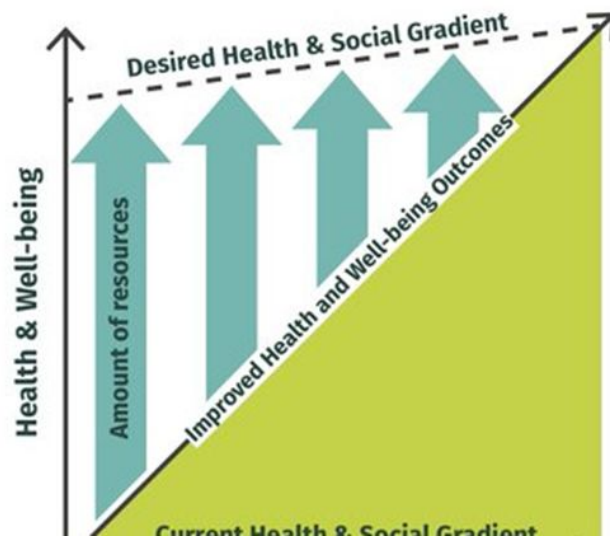 Desired Health & Social Gradient
Health & Well-being
Amount of resources
Improved Health and Well-being Outcomes
Current Health & Social Gradient